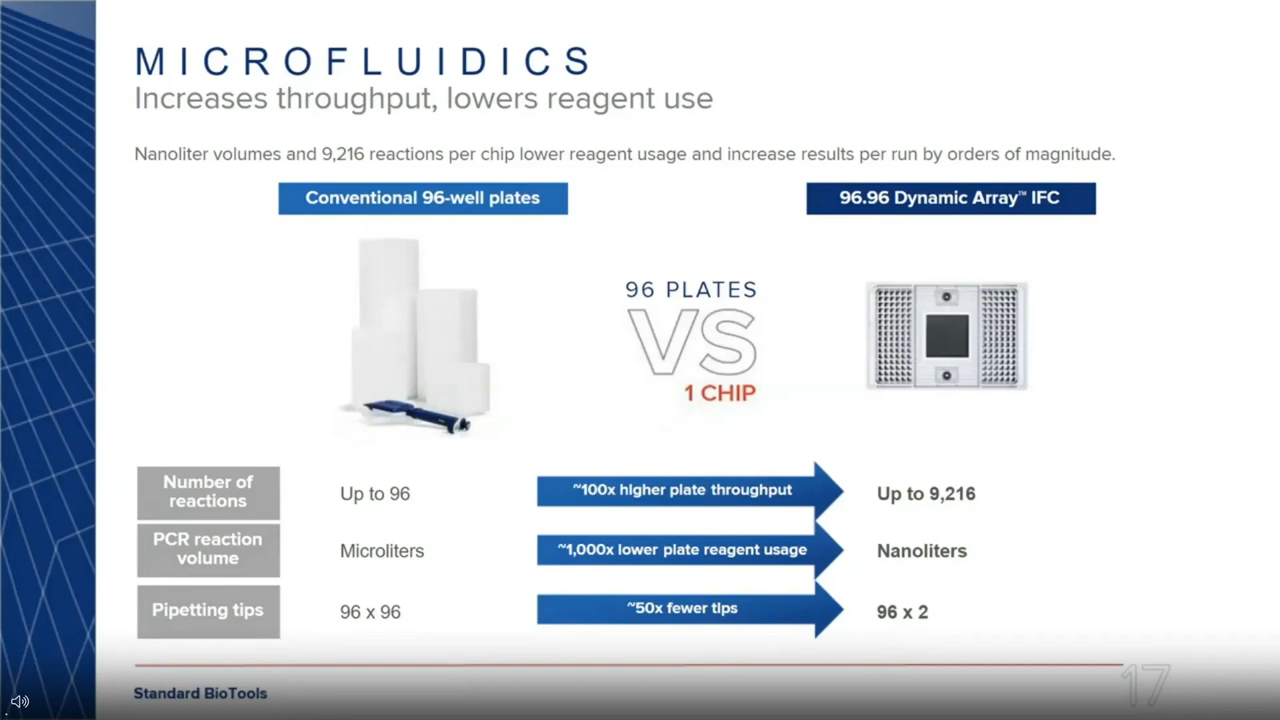 MICROFLUIDICS
Increases throughput, lowers reagent use
Nanoliter volumes and 9,216 reactions per chip lower reagent usage and increase results per run by orders of magnitude.
Conventional 96-well plates
96.96 Dynamic Array™ IFC
96 PLATES
VS
1 CHIP
Number of
reactions
Up to 96
~100x higher plate throughput
Up to 9,216
PCR reaction
volume
Microliters
~1,000x lower plate reagent usage
Nanoliters
Pipetting tips
96 x 96
~50x fewer tips
96 x 2
Standard BioTools
17